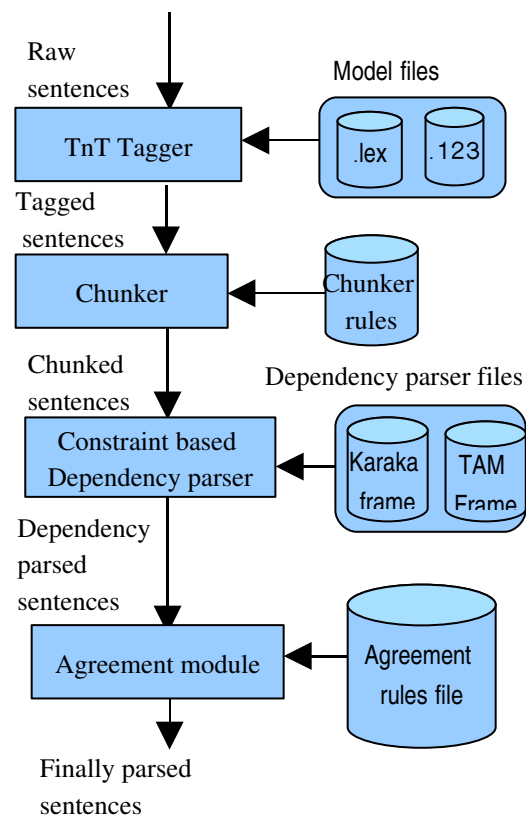 Raw
sentences
Model files
TnT Tagger
.lex
.123
Tagged
sentences
Chunker
Chunker
rules
Chunked
sentences
Dependency parser files
Constraint based
Dependency parser
Karaka
frame
TAM
Frame
Dependency
parsed
sentences
Agreement module
Agreement
rules file
Finally parsed
sentences